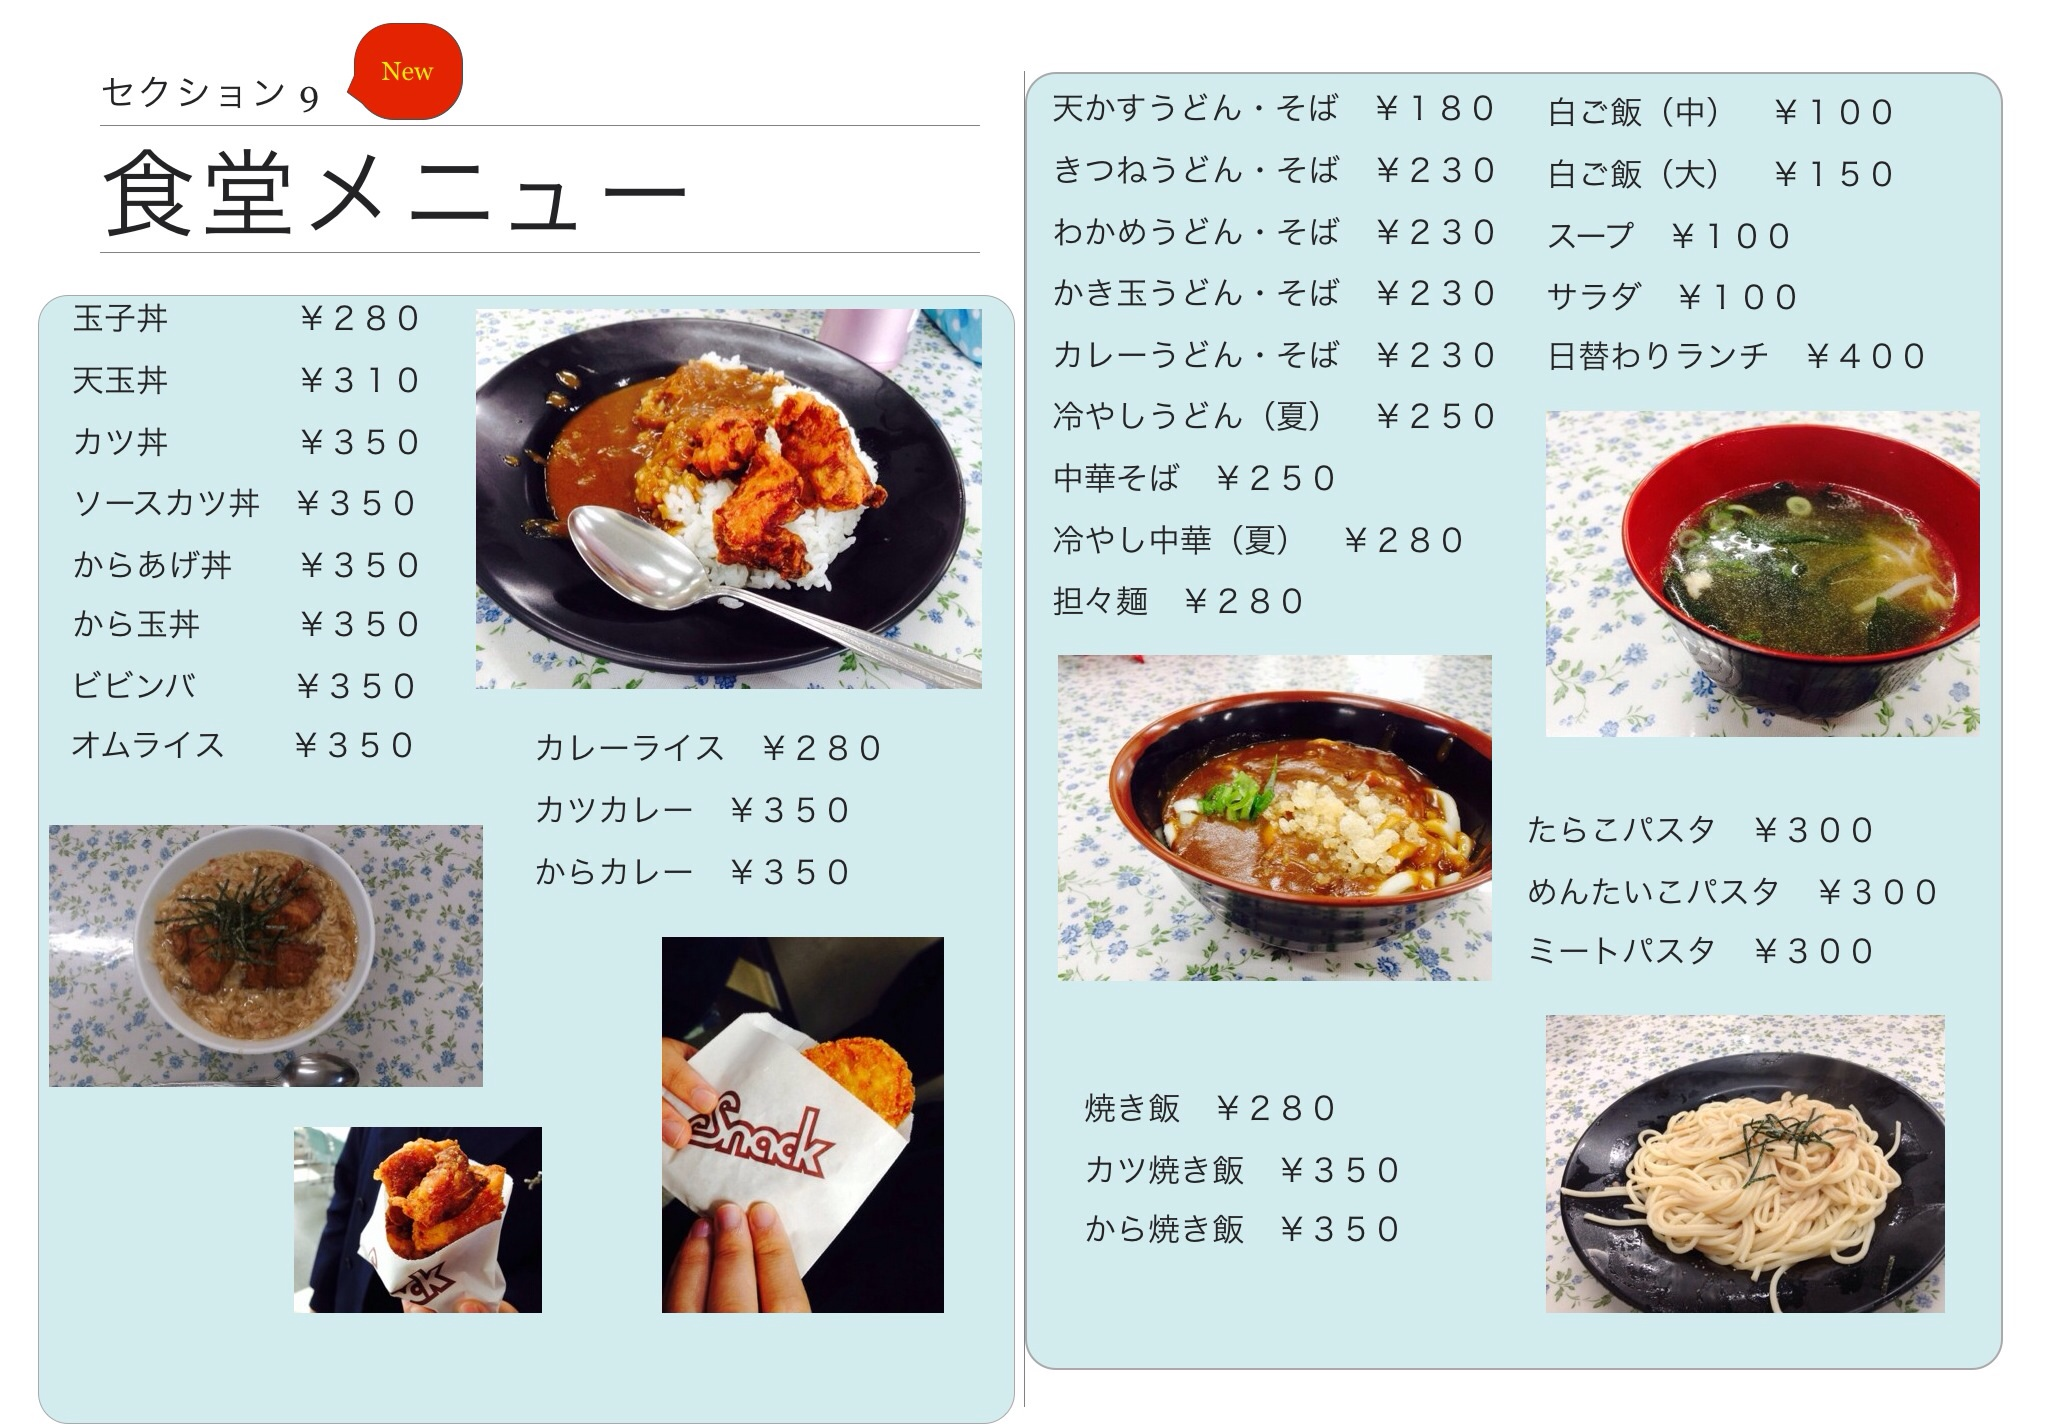 セクション 9
New
食堂メニュー
玉子丼　￥２８０
天玉丼　￥３１０
カツ丼　￥３５０
ソースカツ丼　￥３５０
からあげ丼　￥３５０
から玉丼　￥３５０
ビビンバ　￥３５０
オムライス　￥３５０
カレーライス　￥２８０
カツカレー　￥３５０
からカレー　￥３５０
Snack
ck
天かすうどん・そば　￥１８０
きつねうどん・そば　￥２３０
わかめうどん・そば　￥２３０
かき玉うどん・そば　￥２３０
カレーうどん・そば　￥２３０
冷やしうどん（夏）　￥２５０
中華そば　￥２５０
冷やし中華（夏）　￥２８０
担々麺　￥２８０
白ご飯（中）　￥１００
白ご飯（大）　￥１５０
スープ　￥１００
サラダ　￥１００
日替わりランチ　￥４００
たらこパスタ　￥３００
めんたいこパスタ　￥３００
ミートパスタ　￥３００
焼き飯　￥２８０
カツ焼き飯　￥３５０
から焼き飯　￥３５０